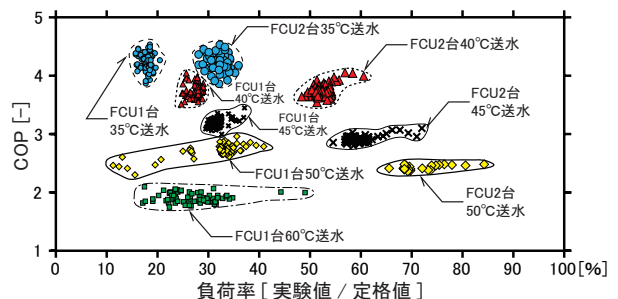 5
4
3
2
1
COP [-]
FCU2台35℃送水
FCU2台40℃送水
FCU1台
35℃送水
FCU1台
40℃送水
FCU1台
45℃送水
FCU2台
45℃送水
FCU1台50℃送水
FCU2台
50℃送水
FCU1台60℃送水
0 10 20 30 40 50 60 70 80 90 100 [%]
負荷率 [ 実験値 / 定格値 ]